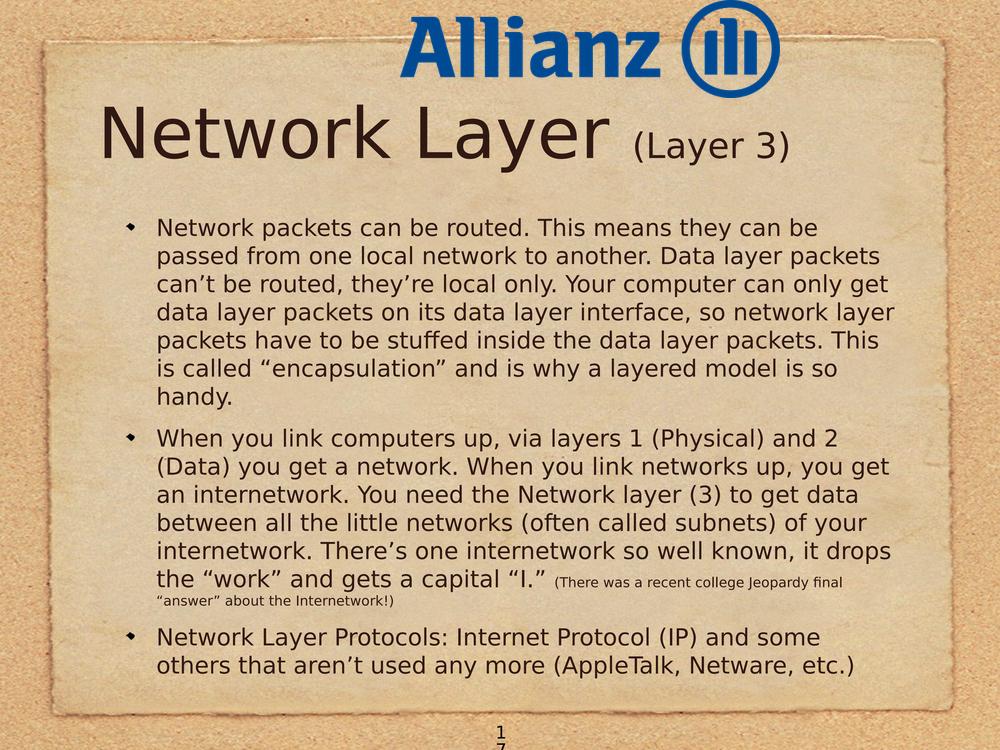 Allianz
Network Layer (Layer 3)
Network packets can be routed. This means they can be
passed from one local network to another. Data layer packets
can’t be routed, they’re local only. Your computer can only get
data layer packets on its data layer interface, so network layer
packets have to be stuffed inside the data layer packets. This
is called “encapsulation” and is why a layered model is so
handy.
When you link computers up, via layers 1 (Physical) and 2
(Data) you get a network. When you link networks up, you get
an internetwork. You need the Network layer (3) to get data
between all the little networks (often called subnets) of your
internetwork. There’s one internetwork so well known, it drops
the “work” and gets a capital “I.” (There was a recent college Jeopardy final
“answer” about the Internetwork!)
Network Layer Protocols: Internet Protocol (IP) and some
others that aren’t used any more (AppleTalk, Netware, etc.)
1
7